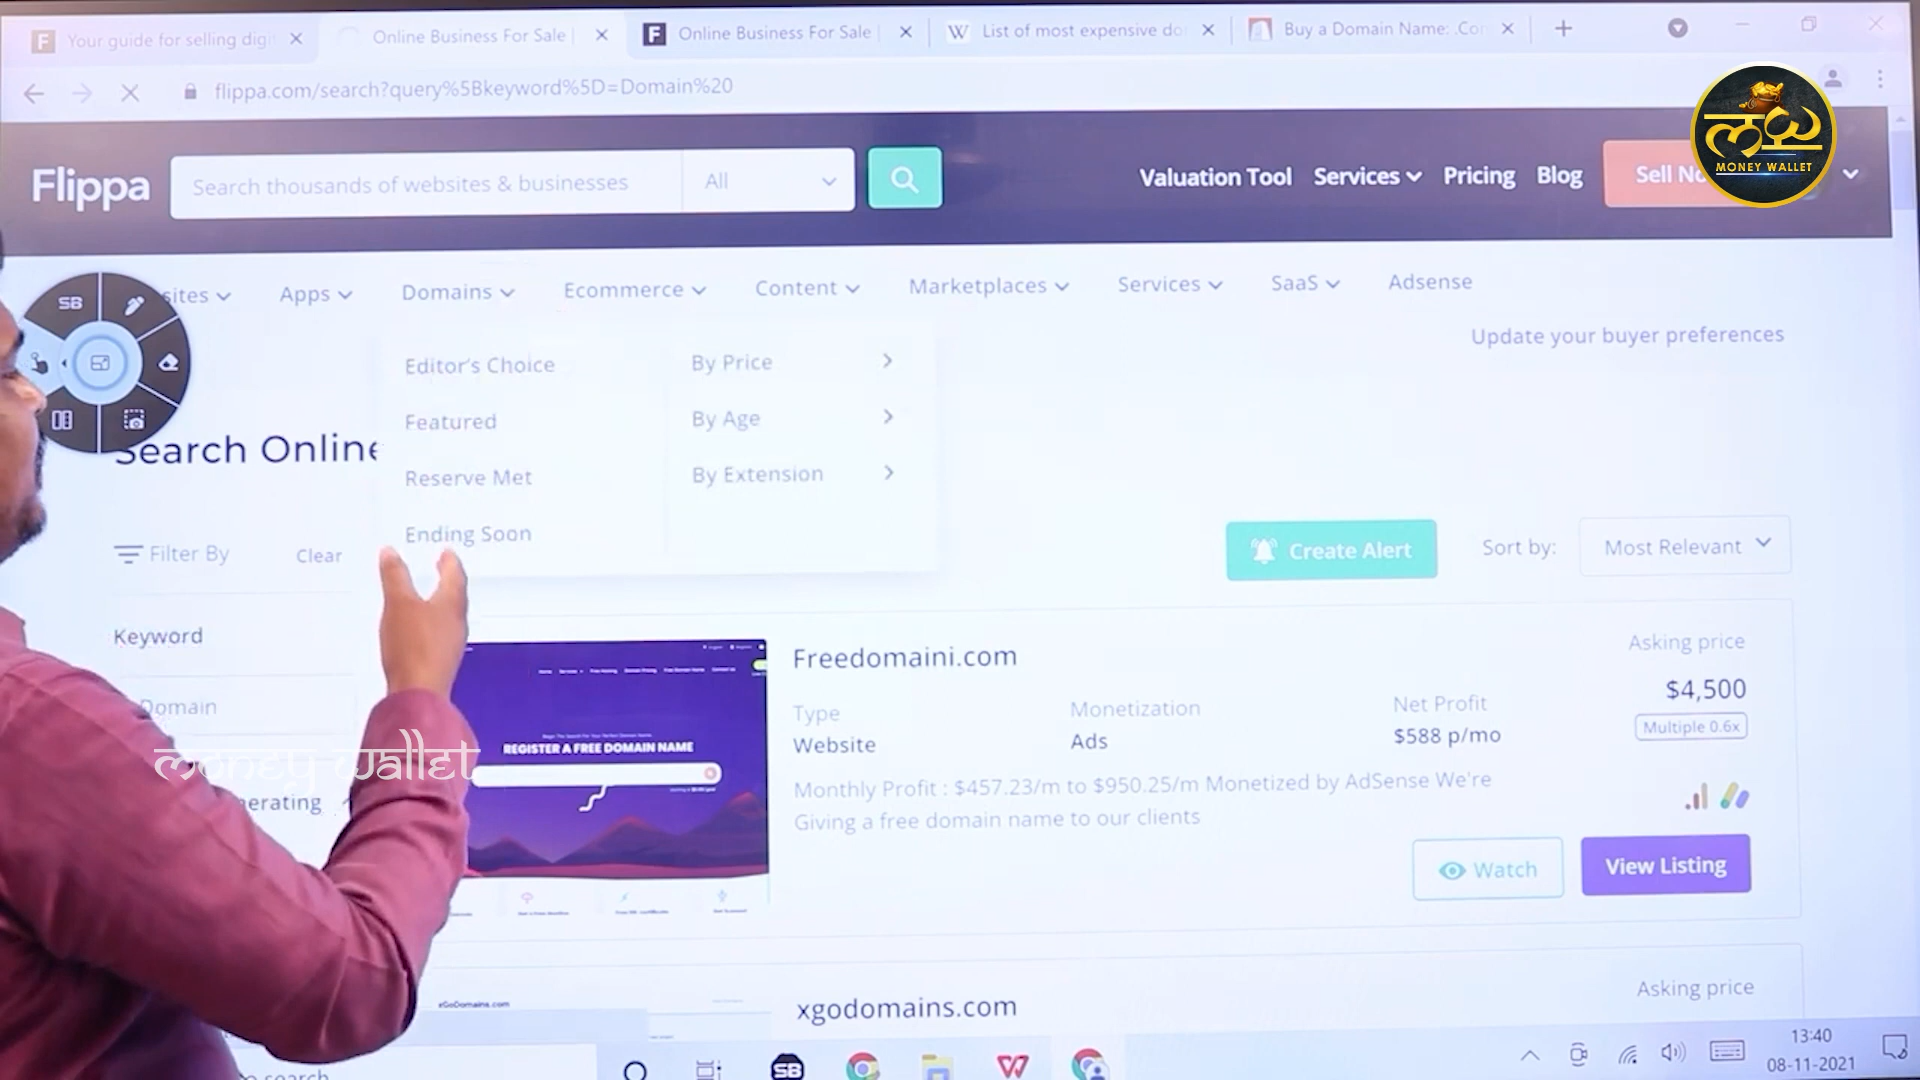 Your guide for selling digi
Online Business For Sale |
Online Business For Sale |
List of most expensive do
Buy a Domain Name: .Co
flippa.com/search?query%5Bkeyword%5D=Domain%20
Flippa
Search thousands of websites & businesses
All
Valuation Tool
Services
Pricing
Blog
Sell No
MONEY WALLET
SB
sites
Apps
Domains
Ecommerce
Content
Marketplaces
Services
SaaS
Adsense
Update your buyer preferences
Editor's Choice
By Price
Featured
By Age
Reserve Met
By Extension
Ending Soon
Search Online
Filter By
Clear
Create Alert
Sort by:
Most Relevant
Keyword
Domain
money wallet
nerating
REGISTER A FREE DOMAIN NAME
Freedomaini.com
Type
Website
Monetization
Ads
Net Profit
$588 p/mo
Asking price
$4,500
Multiple 0.6x
Monthly Profit : $457.23/m to $950.25/m Monetized by AdSense We're
Giving a free domain name to our clients
Watch
View Listing
xGoDomains.com
xgodomains.com
Asking price
search
SB
13:40
08-11-2021